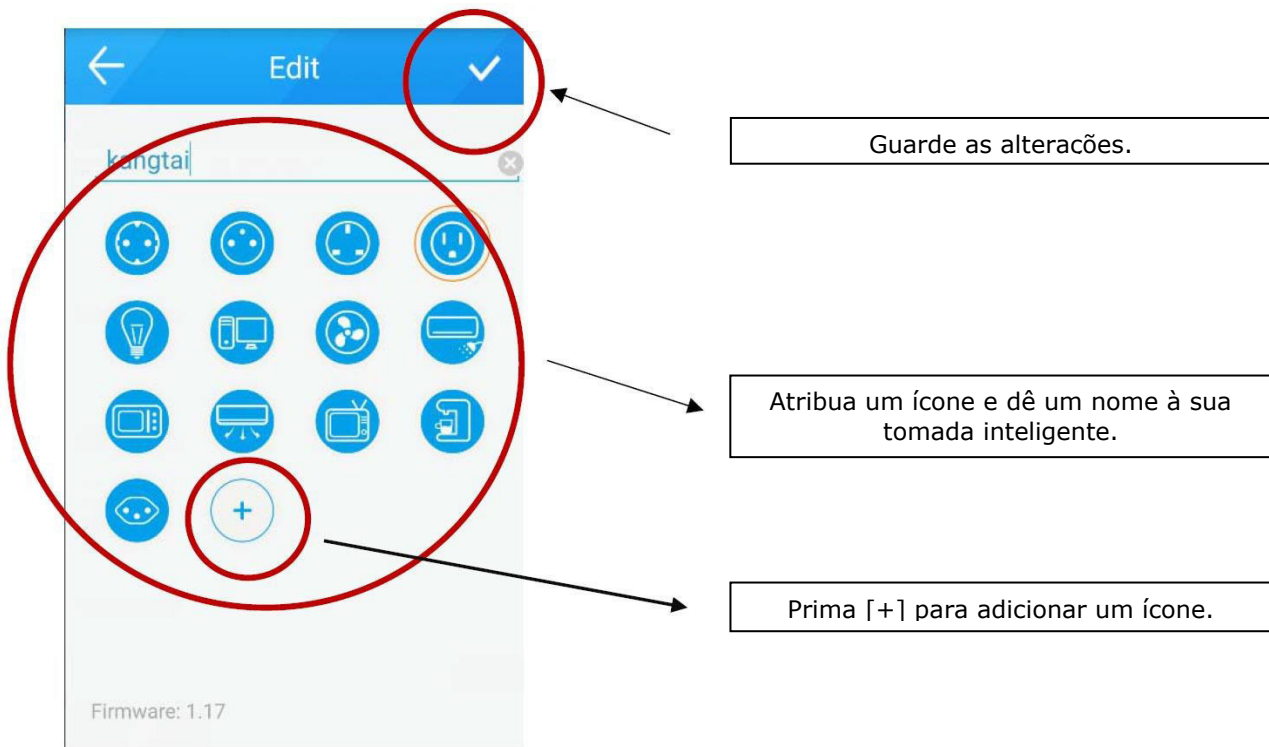 Edit
Guarde as alteracões.
kangtai
Atribua um ícone e dê um nome à sua
tomada inteligente.
+
Prima [+] para adicionar um ícone.
Firmware: 1.17